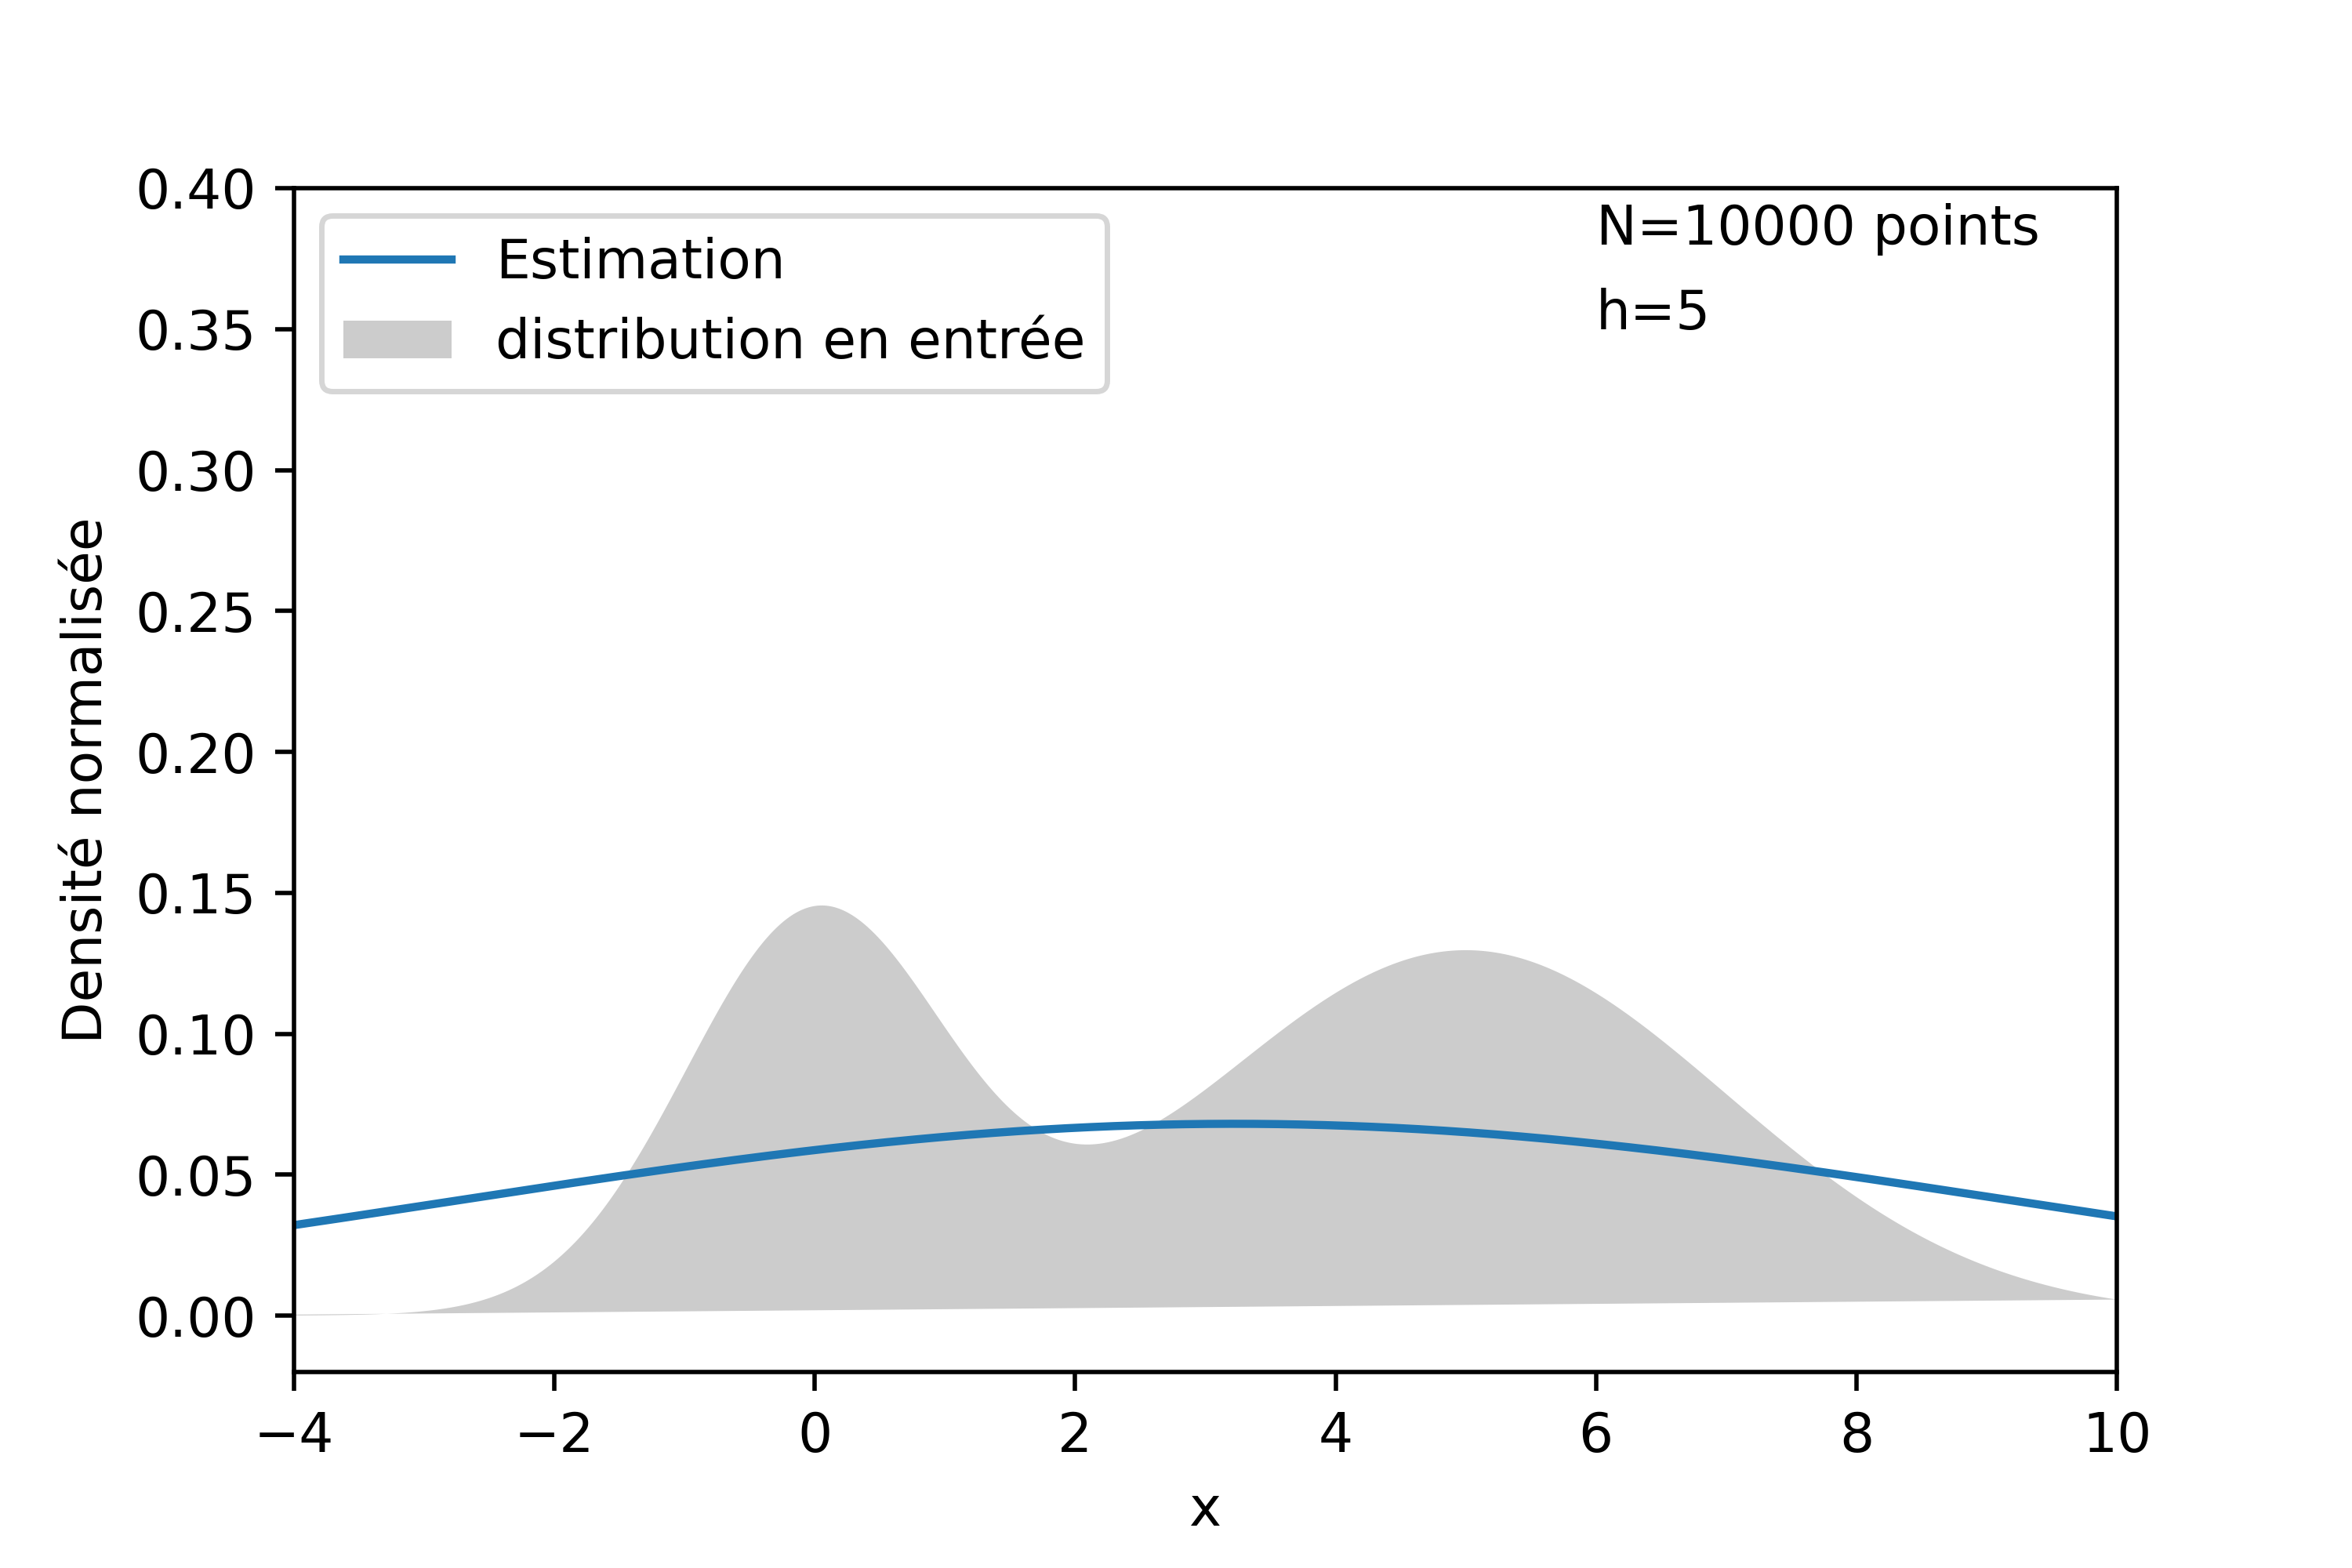 Estimation
distribution en entrée
N=10000 points
h=5
0.40
0.35
0.30
0.25
0.20
0.15
0.10
0.05
0.00
Densité normalisée
−4
−2
0
2
4
6
8
10
x